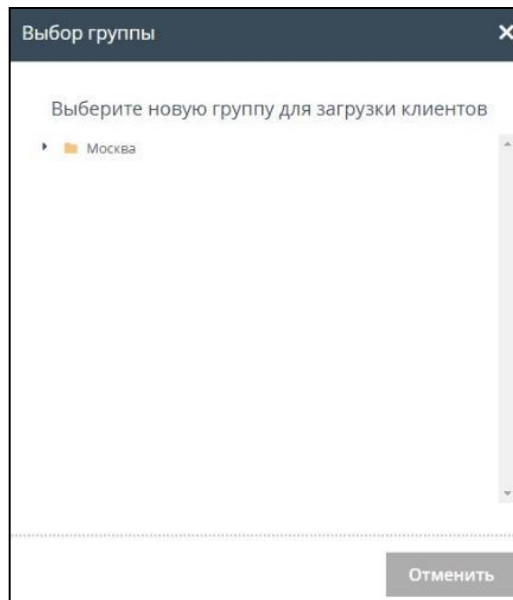 Выбор группы
Выберите новую группу для загрузки клиентов
Москва
Отменить